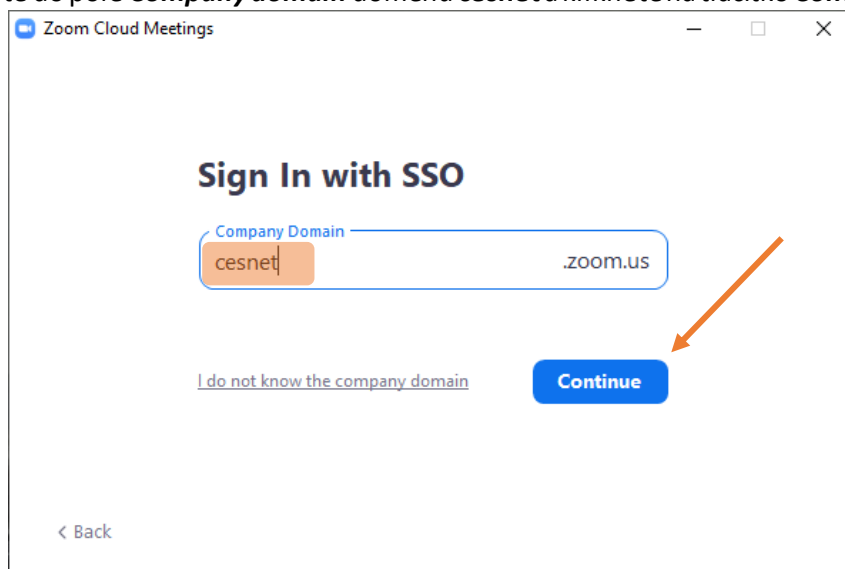 Zoom Cloud Meetings
Sign In with SSO
Company Domain
cesnet .zoom.us
I do not know the company domain Continue
< Back